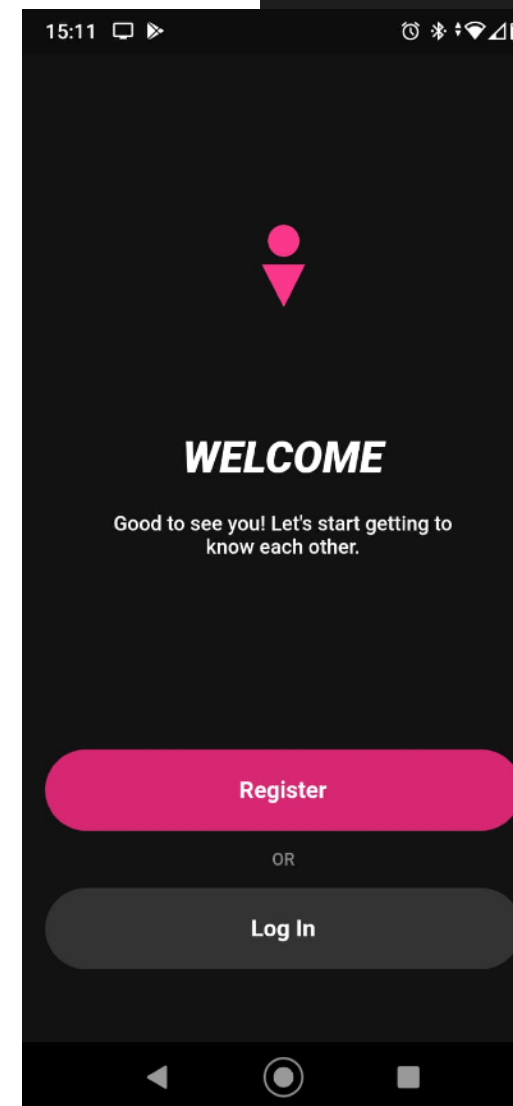 15:11
WELCOME
Good to see you! Let's start getting to
know each other.
Register
OR
Log In